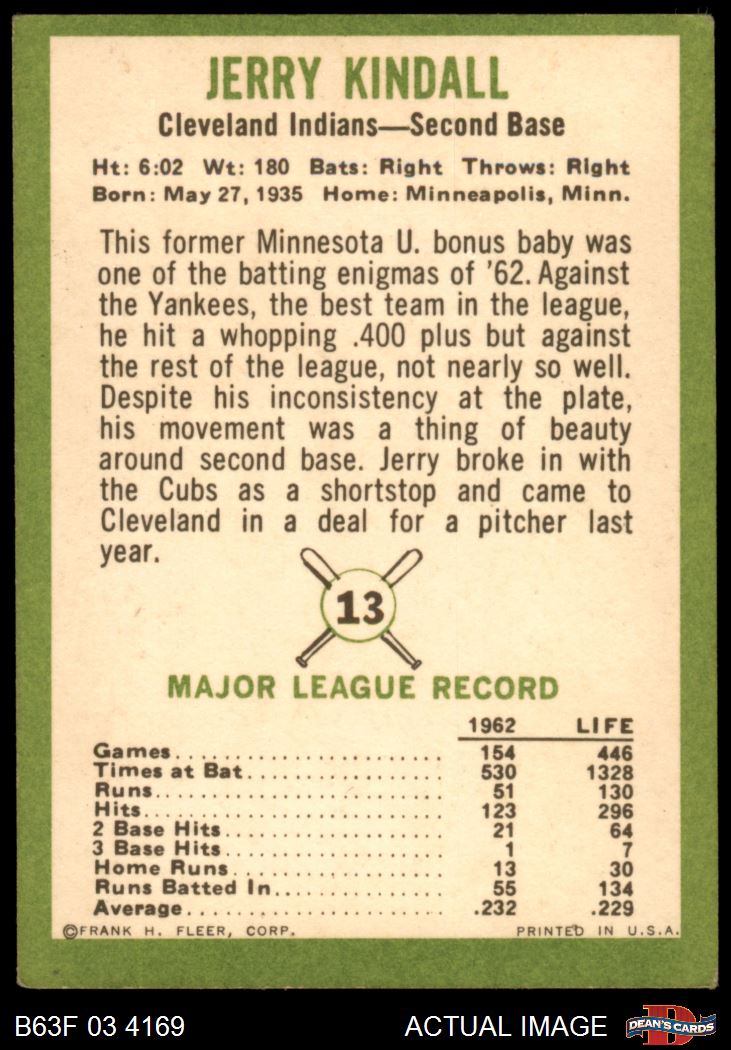 JERRY KINDALL
Cleveland Indians—Second Base
Ht: 6:02 Wt: 180 Bats: Right Throws: Right
Born: May 27, 1935 Home: Minneapolis, Minn.
This former Minnesota U. bonus baby was
one of the batting enigmas of '62. Against
the Yankees, the best team in the league,
he hit a whopping .400 plus but against
the rest of the league, not nearly so well.
Despite his inconsistency at the plate,
his movement was a thing of beauty
around second base. Jerry broke in with
the Cubs as a shortstop and came to
Cleveland in a deal for a pitcher last
year.
13
MAJOR LEAGUE RECORD
1962 LIFE
Games 154 446
Times at Bat 530 1328
Runs 51 130
Hits 123 296
2 Base Hits 21 64
3 Base Hits 1 7
Home Runs 13 30
Runs Batted In 55 134
Average .232 .229
©FRANK H. FLEER, CORP. PRINTED IN U.S.A.
B63F 03 4169 ACTUAL IMAGE D DEAN'S CARDS